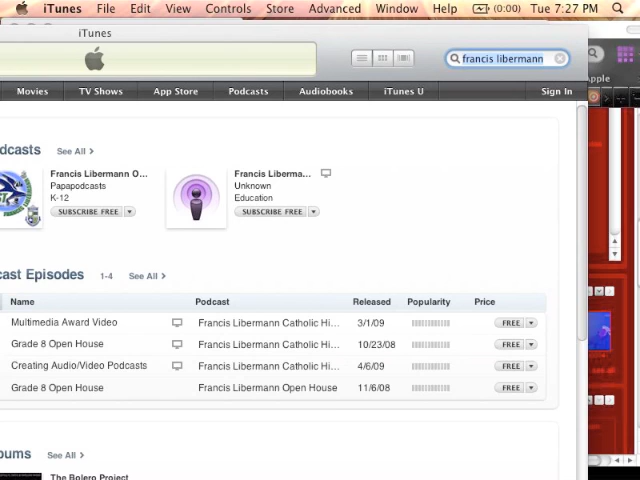 iTunes File Edit View Controls Store Advanced Window Help (0:00) Tue 7:27 PM
iTunes
francis libermann
Movies TV Shows App Store Podcasts Audiobooks iTunes U Sign In
dcasts See All >
Francis Libermann O...
Papapodcasts
K-12
SUBSCRIBE FREE
Francis Liberma...
Unknown
Education
SUBSCRIBE FREE
cast Episodes 1-4 See All >
Name Podcast Released Popularity Price
Multimedia Award Video Francis Libermann Catholic Hi... 3/1/09 FREE
Grade 8 Open House Francis Libermann Catholic Hi... 10/23/08 FREE
Creating Audio/Video Podcasts Francis Libermann Catholic Hi... 4/6/09 FREE
Grade 8 Open House Francis Libermann Open House 11/6/08 FREE
bums See All >
The Bolero Project
Apple